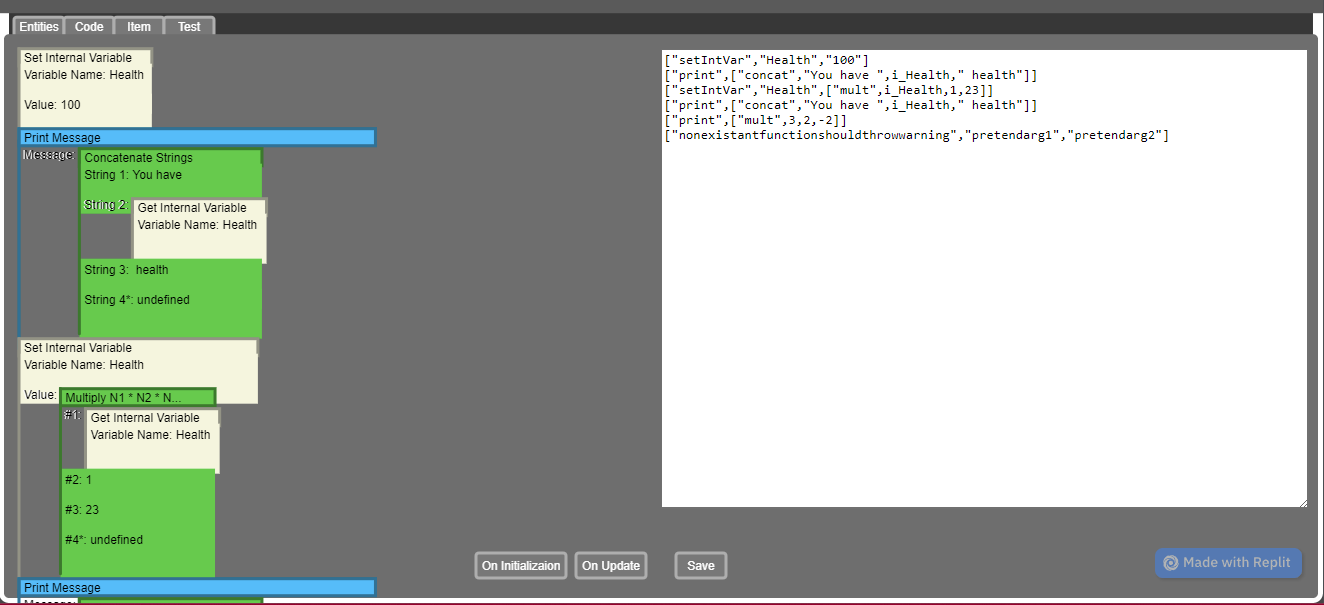 Entities Code Item Test
Set Internal Variable
Variable Name: Health
Value: 100
Print Message
Message:
Concatenate Strings
String 1: You have
String 2:
Get Internal Variable
Variable Name: Health
String 3:  health
String 4*: undefined
Set Internal Variable
Variable Name: Health
Value:
Multiply N1 * N2 * N...
#1:
Get Internal Variable
Variable Name: Health
#2: 1
#3: 23
#4*: undefined
Print Message
Message:
["setIntVar","Health","100"]
["print",["concat","You have ",i_Health," health"]]
["setIntVar","Health",["mult",i_Health,1,23]]
["print",["concat","You have ",i_Health," health"]]
["print",["mult",3,2,-2]]
["nonexistantfunctionshouldthrowwarning","pretendarg1","pretendarg2"]
On Initializaion On Update Save
Made with Replit